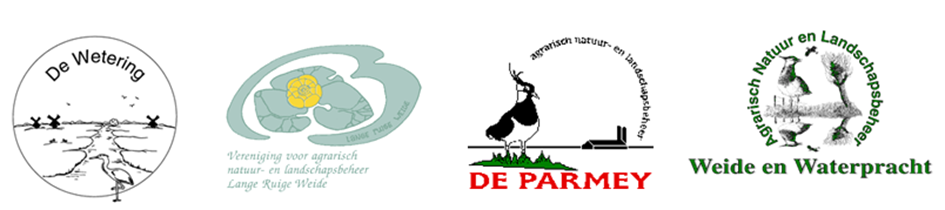 De Wetering
LANGE RUIGE WEIDE
Vereniging voor agrarisch
natuur- en landschapsbeheer
Lange Ruige Weide
agrarisch natuur- en landschapsbeheer
DE PARMEY
Agrarisch Natuur en Landschapsbeheer
Weide en Waterpracht